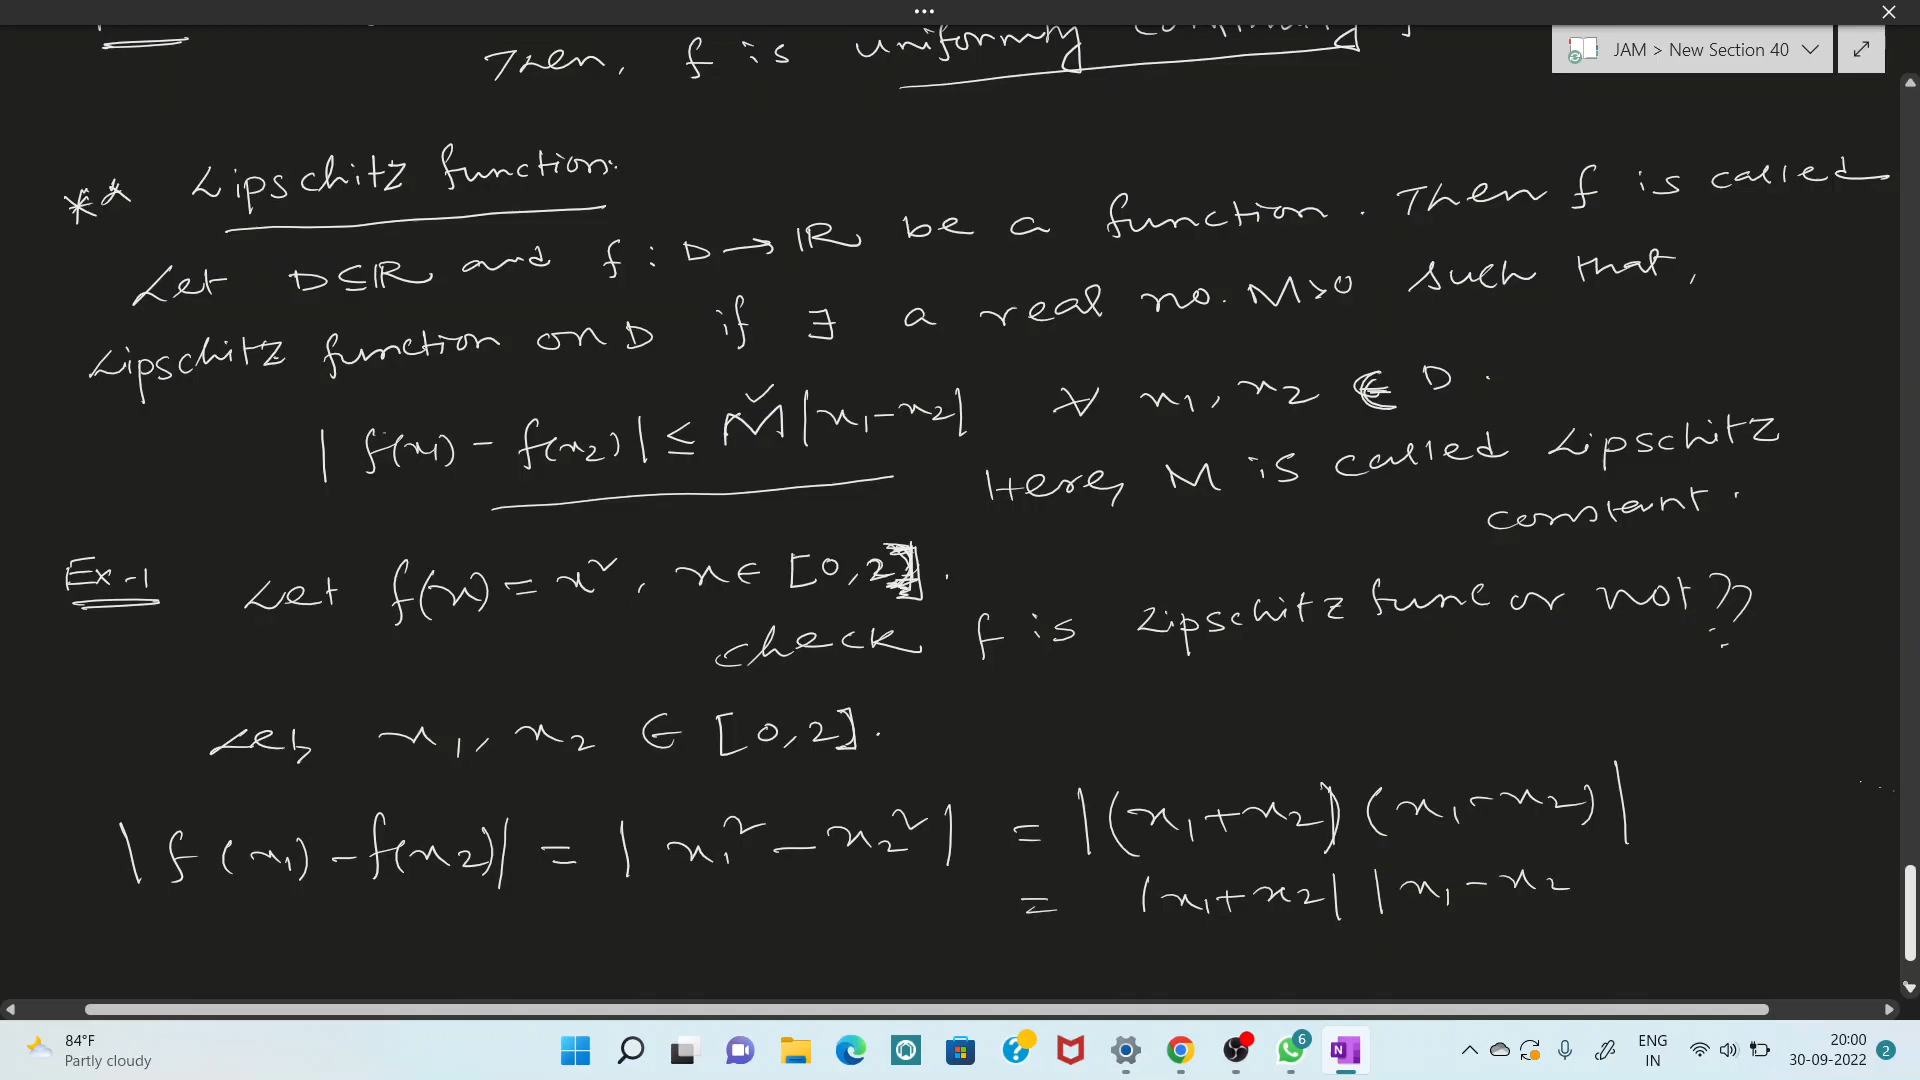 JAM > New Section 40
Then, f is uniformly
** Lipschitz function:
Let D⊆ℝ and f : D → ℝ be a function. Then f is called
Lipschitz function on D if ∃ a real no. M>0 such that,
|f(x1) - f(x2)| ≤ M|x1-x2| ∀ x1, x2 ∈ D.
Here, M is called Lipschitz
constant.
Ex-1 Let f(x) = x², x ∈ [0,2].
check f is Lipschitz func or not??
Let x1, x2 ∈ [0,2].
|f(x1) - f(x2)| = |x1² - x2²| = |(x1+x2)(x1-x2)|
= |x1+x2| |x1-x2
84°F
Partly cloudy
6
ENG
IN
20:00
30-09-2022
2